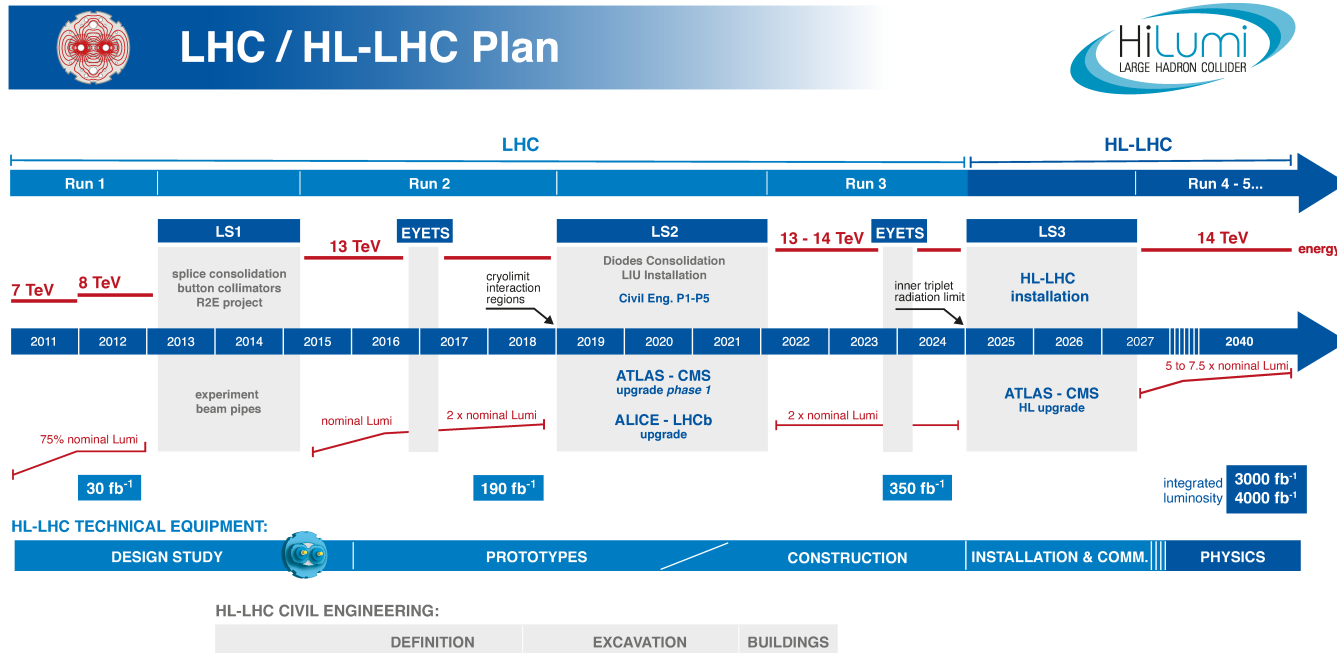 LHC / HL-LHC Plan
HiLumi
LARGE HADRON COLLIDER
LHC
HL-LHC
Run 1
Run 2
Run 3
Run 4 - 5...
LS1
EYETS
LS2
EYETS
LS3
13 TeV
13 - 14 TeV
14 TeV
energy
7 TeV
8 TeV
splice consolidation
button collimators
R2E project
cryolimit
interaction
regions
Diodes Consolidation
LIU Installation
Civil Eng. P1-P5
inner triplet
radiation limit
HL-LHC
installation
2011 2012 2013 2014 2015 2016 2017 2018 2019 2020 2021 2022 2023 2024 2025 2026 2027 2040
75% nominal Lumi
experiment
beam pipes
nominal Lumi
2 x nominal Lumi
ATLAS - CMS
upgrade phase 1
ALICE - LHCb
upgrade
2 x nominal Lumi
ATLAS - CMS
HL upgrade
5 to 7.5 x nominal Lumi
30 fb⁻¹
190 fb⁻¹
350 fb⁻¹
integrated
luminosity
3000 fb⁻¹
4000 fb⁻¹
HL-LHC TECHNICAL EQUIPMENT:
DESIGN STUDY
PROTOTYPES
CONSTRUCTION
INSTALLATION & COMM.
PHYSICS
HL-LHC CIVIL ENGINEERING:
DEFINITION
EXCAVATION
BUILDINGS